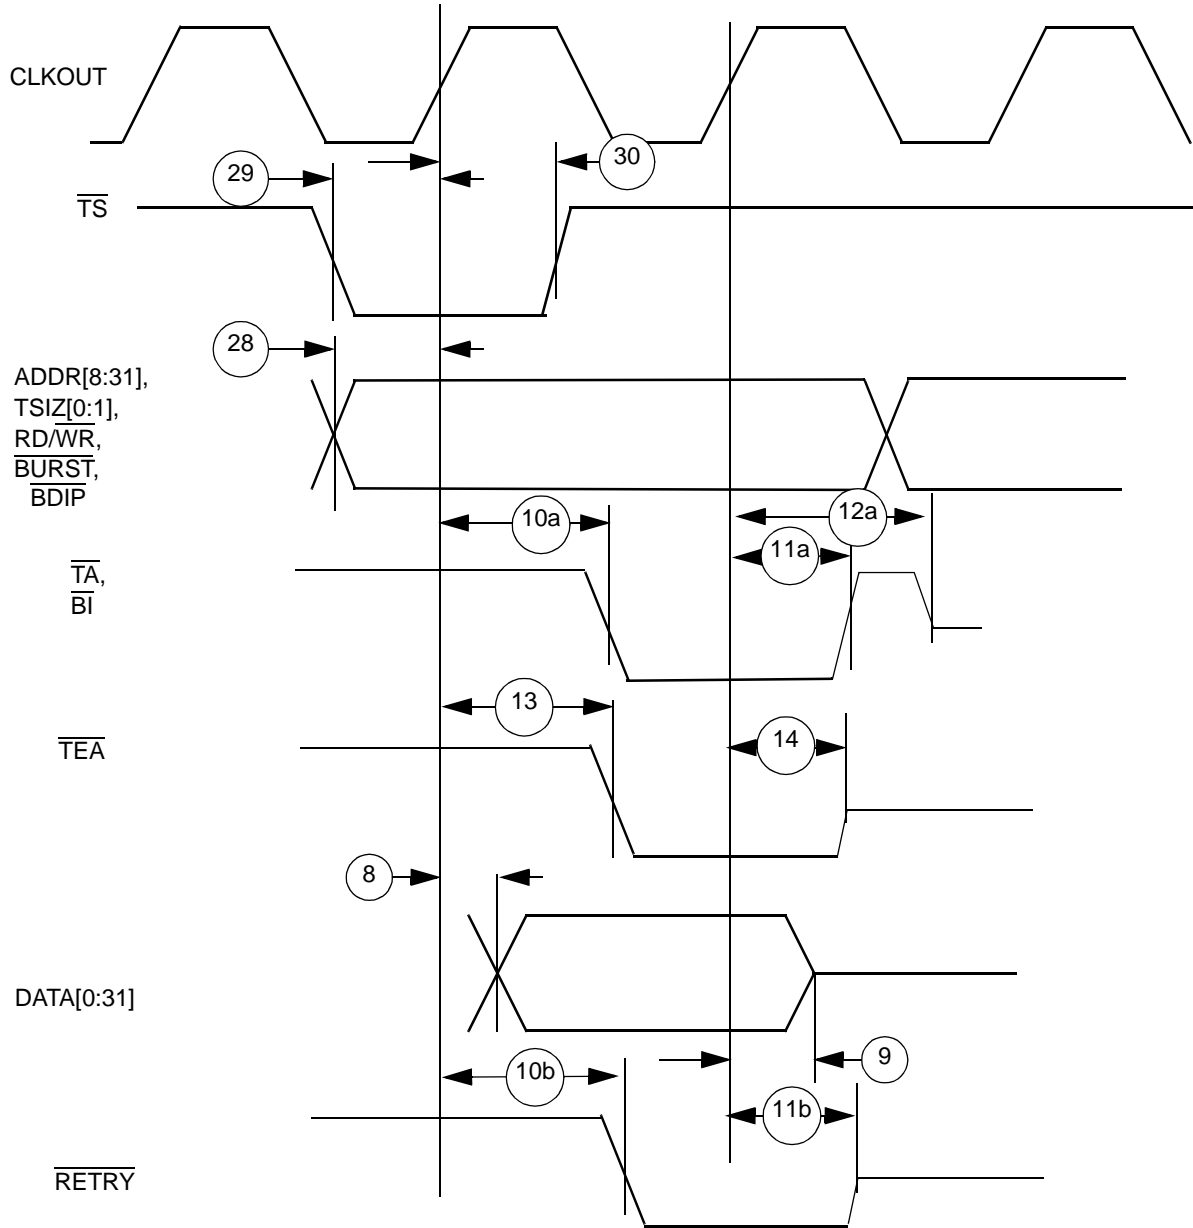 CLKOUT
30
29
TS
28
ADDR[8:31],
TSIZ[0:1],
RD/WR,
BURST,
BDIP
10a
12a
11a
TA,
BI
13
14
TEA
8
DATA[0:31]
9
10b
11b
RETRY